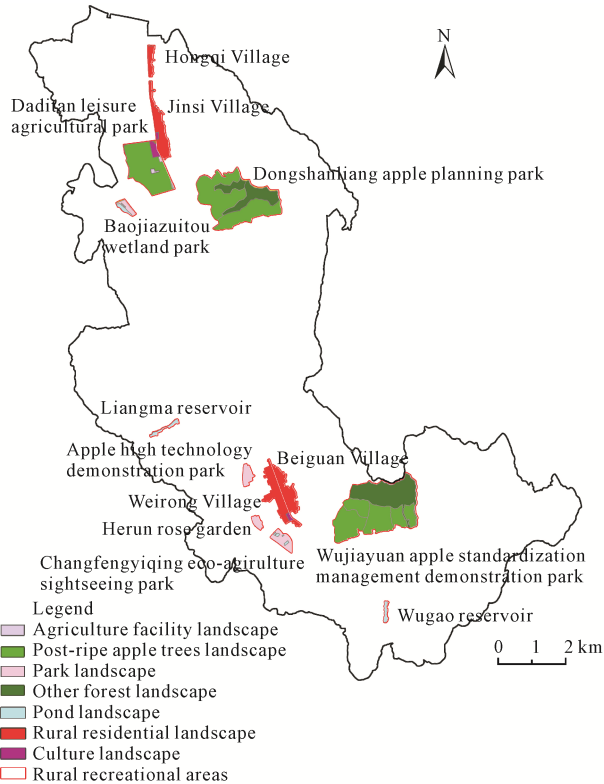 N
Hongqi Village
Daditan leisure
agricultural park
Jinsi Village
Dongshanliang apple planning park
Baojiazuitou
wetland park
Liangma reservoir
Apple high technology
demonstration park
Beiguan Village
Weirong Village
Herun rose garden
Changfengyiqing eco-agirulture
sightseeing park
Wujiayuan apple standardization
management demonstration park
Wugao reservoir
Legend
Agriculture facility landscape
Post-ripe apple trees landscape
Park landscape
Other forest landscape
Pond landscape
Rural residential landscape
Culture landscape
Rural recreational areas
0 1 2 km